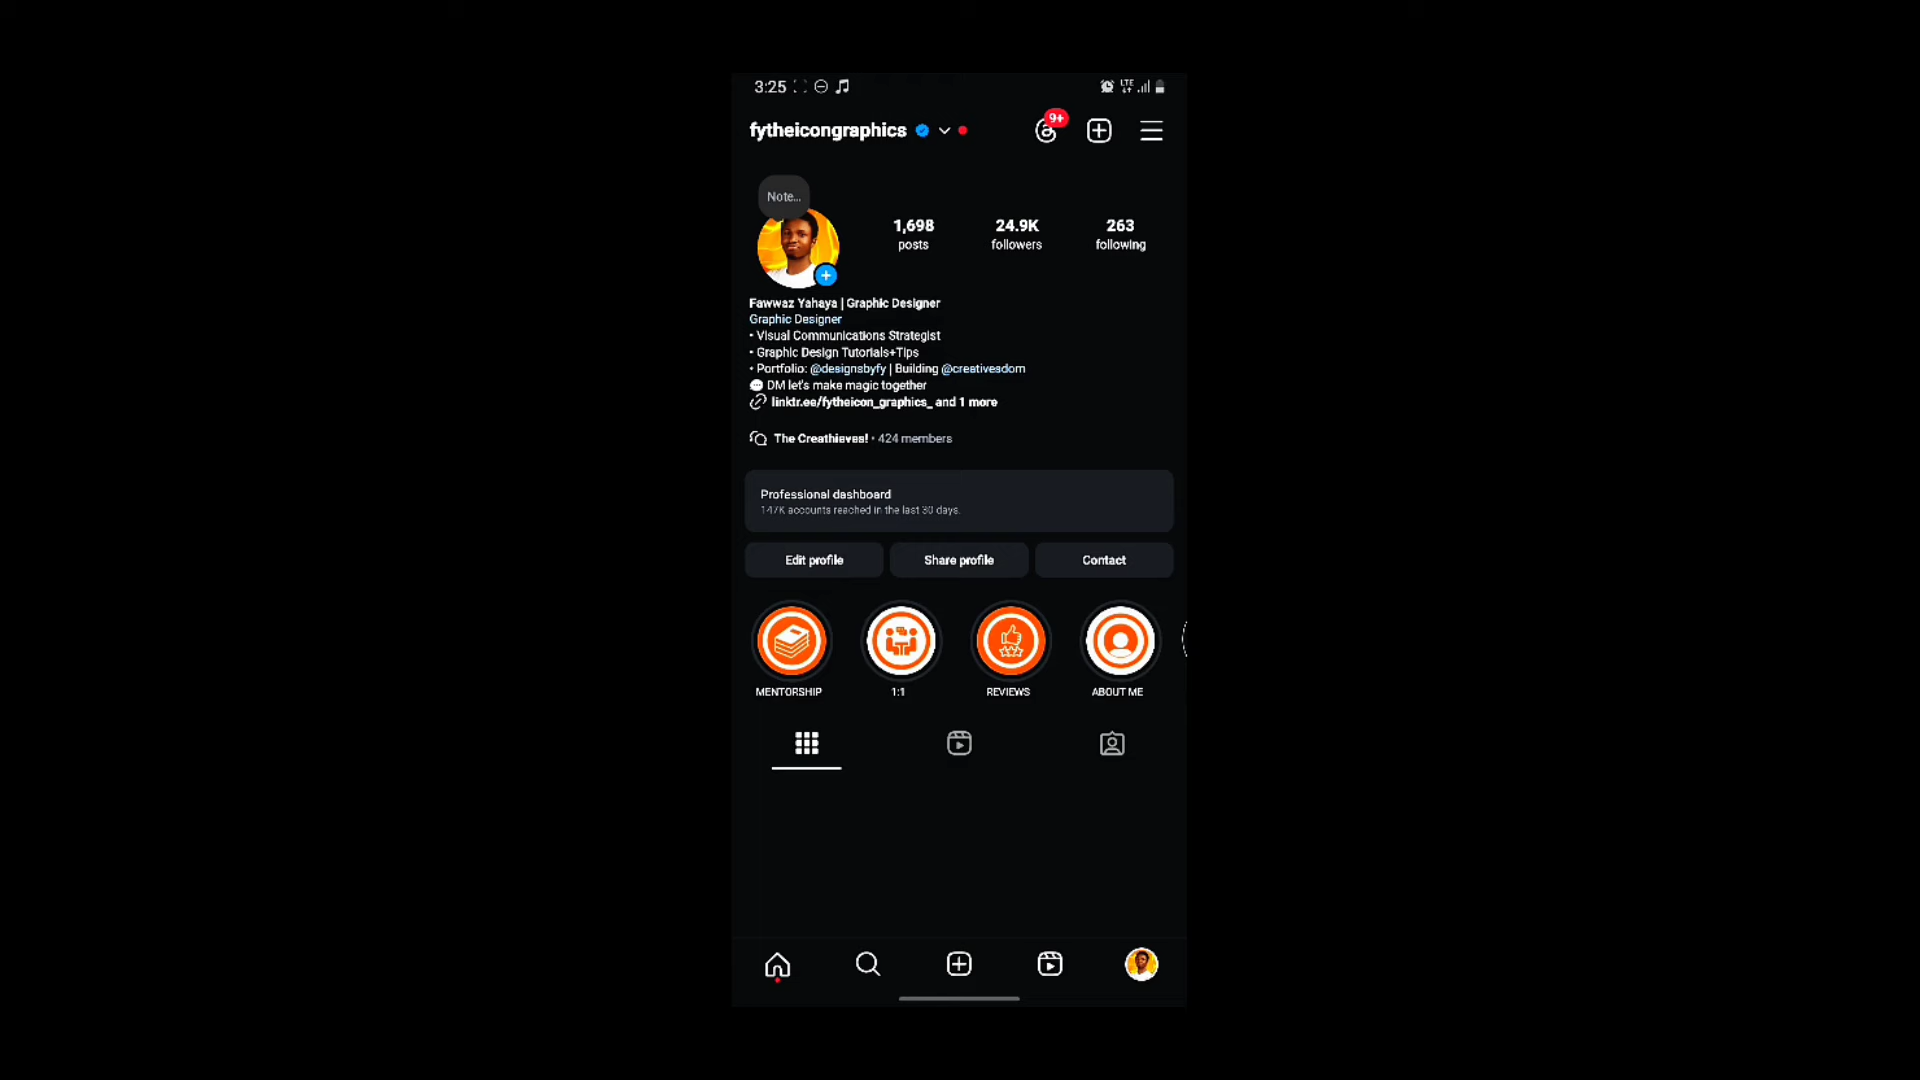 3:25 LTE
fytheicongraphics 9+
Note...
1,698 24.9K 263
posts followers following
Fawwaz Yahaya | Graphic Designer
Graphic Designer
• Visual Communications Strategist
• Graphic Design Tutorials+Tips
• Portfolio: @designsbyfy | Building @creativesdom
💬 DM let's make magic together
linktr.ee/fytheicon_graphics_ and 1 more
The Creathieves! • 424 members
Professional dashboard
147K accounts reached in the last 30 days.
Edit profile Share profile Contact
MENTORSHIP 1:1 REVIEWS ABOUT ME